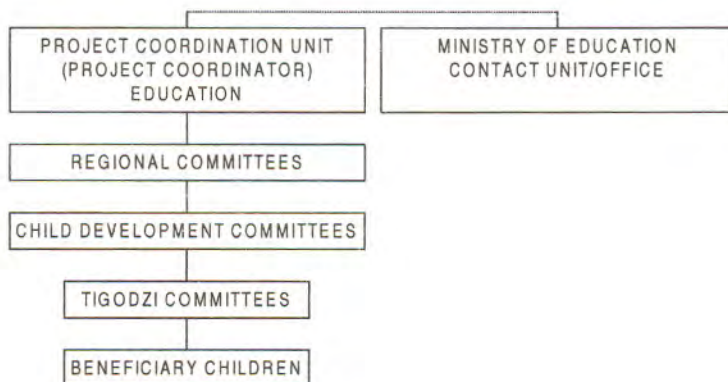 PROJECT COORDINATION UNIT
(PROJECT COORDINATOR)
EDUCATION
MINISTRY OF EDUCATION
CONTACT UNIT/OFFICE
REGIONAL COMMITTEES
CHILD DEVELOPMENT COMMITTEES
TIGODZI COMMITTEES
BENEFICIARY CHILDREN